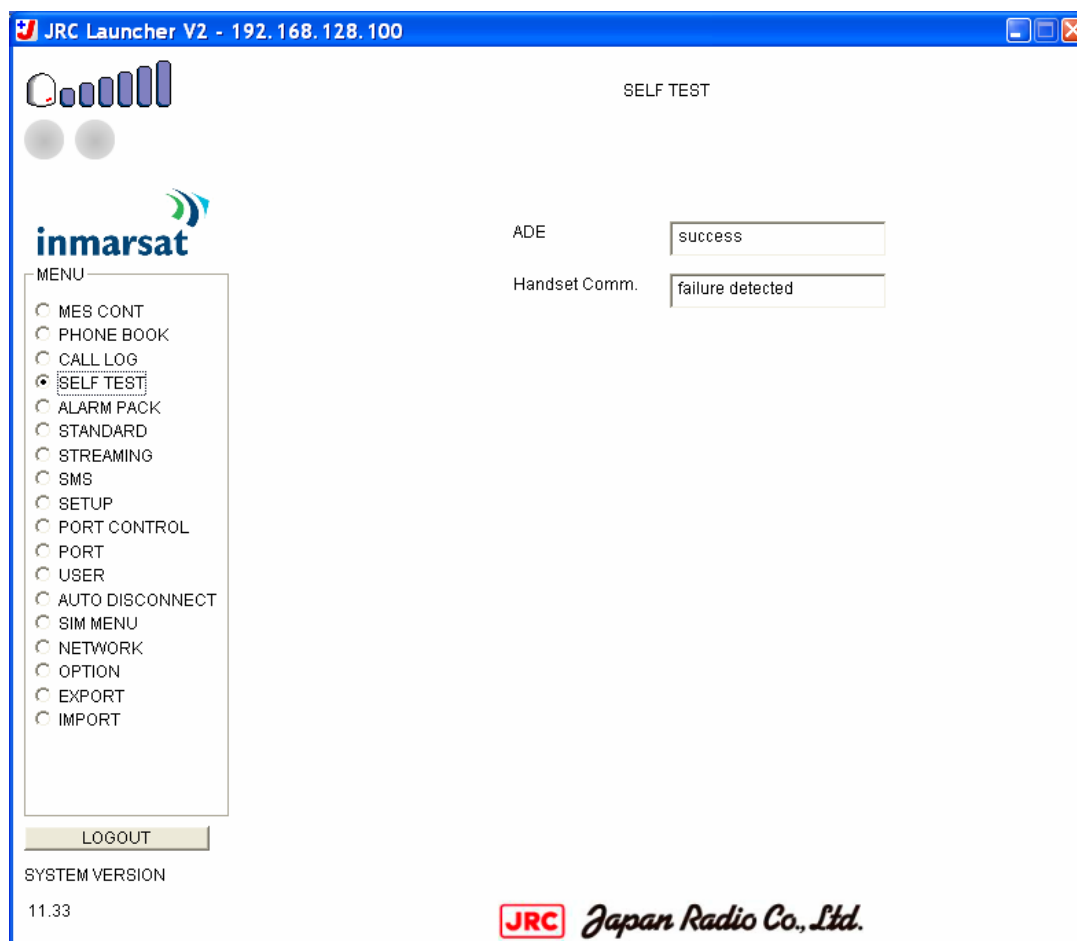 JRC Launcher V2 - 192.168.128.100
SELF TEST
inmarsat
ADE
success
Handset Comm.
failure detected
MENU
MES CONT
PHONE BOOK
CALL LOG
SELF TEST
ALARM PACK
STANDARD
STREAMING
SMS
SETUP
PORT CONTROL
PORT
USER
AUTO DISCONNECT
SIM MENU
NETWORK
OPTION
EXPORT
IMPORT
LOGOUT
SYSTEM VERSION
11.33
JRC Japan Radio Co., Ltd.